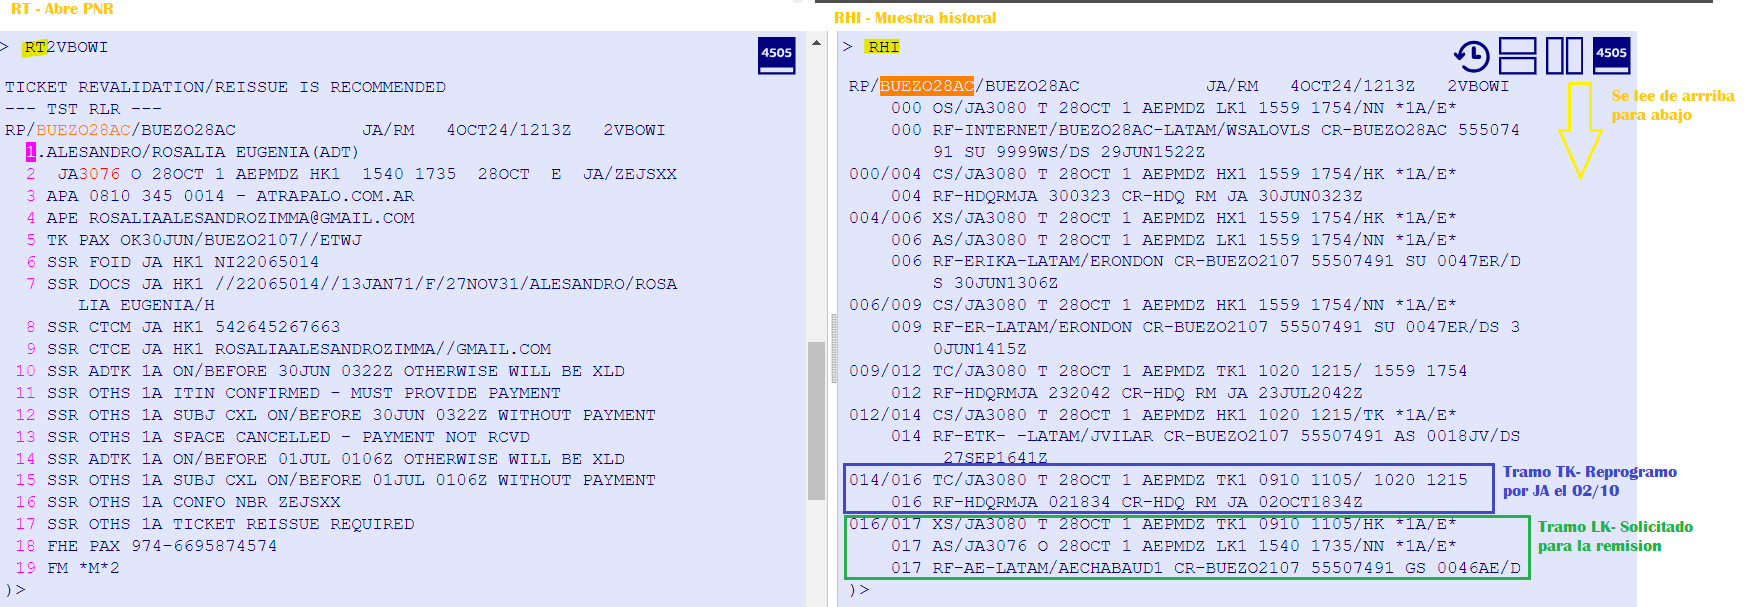 RT - Abre PNR
> RT2VBOWI
4505
TICKET REVALIDATION/REISSUE IS RECOMMENDED
--- TST RLR ---
RP/BUEZO28AC/BUEZO28AC            JA/RM   4OCT24/1213Z   2VBOWI
1.ALESANDRO/ROSALIA EUGENIA(ADT)
2  JA3076 O 28OCT 1 AEPMDZ HK1  1540 1735  28OCT  E  JA/ZEJSXX
3 APA 0810 345 0014 - ATRAPALO.COM.AR
4 APE ROSALIAALESANDROZIMMA@GMAIL.COM
5 TK PAX OK30JUN/BUEZO2107//ETWJ
6 SSR FOID JA HK1 NI22065014
7 SSR DOCS JA HK1 //22065014//13JAN71/F/27NOV31/ALESANDRO/ROSA
LIA EUGENIA/H
8 SSR CTCM JA HK1 542645267663
9 SSR CTCE JA HK1 ROSALIAALESANDROZIMMA//GMAIL.COM
10 SSR ADTK 1A ON/BEFORE 30JUN 0322Z OTHERWISE WILL BE XLD
11 SSR OTHS 1A ITIN CONFIRMED - MUST PROVIDE PAYMENT
12 SSR OTHS 1A SUBJ CXL ON/BEFORE 30JUN 0322Z WITHOUT PAYMENT
13 SSR OTHS 1A SPACE CANCELLED - PAYMENT NOT RCVD
14 SSR ADTK 1A ON/BEFORE 01JUL 0106Z OTHERWISE WILL BE XLD
15 SSR OTHS 1A SUBJ CXL ON/BEFORE 01JUL 0106Z WITHOUT PAYMENT
16 SSR OTHS 1A CONFO NBR ZEJSXX
17 SSR OTHS 1A TICKET REISSUE REQUIRED
18 FHE PAX 974-6695874574
19 FM *M*2
)>
RHI - Muestra historal
> RHI
4505
RP/BUEZO28AC/BUEZO28AC            JA/RM   4OCT24/1213Z   2VBOWI
000 OS/JA3080 T 28OCT 1 AEPMDZ LK1 1559 1754/NN *1A/E*
000 RF-INTERNET/BUEZO28AC-LATAM/WSALOVLS CR-BUEZO28AC 555074
91 SU 9999WS/DS 29JUN1522Z
000/004 CS/JA3080 T 28OCT 1 AEPMDZ HX1 1559 1754/HK *1A/E*
004 RF-HDQRMJA 300323 CR-HDQ RM JA 30JUN0323Z
004/006 XS/JA3080 T 28OCT 1 AEPMDZ HX1 1559 1754/HK *1A/E*
006 AS/JA3080 T 28OCT 1 AEPMDZ LK1 1559 1754/NN *1A/E*
006 RF-ERIKA-LATAM/ERONDON CR-BUEZO2107 55507491 SU 0047ER/D
S 30JUN1306Z
006/009 CS/JA3080 T 28OCT 1 AEPMDZ HK1 1559 1754/NN *1A/E*
009 RF-ER-LATAM/ERONDON CR-BUEZO2107 55507491 SU 0047ER/DS 3
0JUN1415Z
009/012 TC/JA3080 T 28OCT 1 AEPMDZ TK1 1020 1215/ 1559 1754
012 RF-HDQRMJA 232042 CR-HDQ RM JA 23JUL2042Z
012/014 CS/JA3080 T 28OCT 1 AEPMDZ HK1 1020 1215/TK *1A/E*
014 RF-ETK- -LATAM/JVILAR CR-BUEZO2107 55507491 AS 0018JV/DS
27SEP1641Z
014/016 TC/JA3080 T 28OCT 1 AEPMDZ TK1 0910 1105/ 1020 1215
016 RF-HDQRMJA 021834 CR-HDQ RM JA 02OCT1834Z
016/017 XS/JA3080 T 28OCT 1 AEPMDZ TK1 0910 1105/HK *1A/E*
017 AS/JA3076 O 28OCT 1 AEPMDZ LK1 1540 1735/NN *1A/E*
017 RF-AE-LATAM/AECHABAUD1 CR-BUEZO2107 55507491 GS 0046AE/D
)>
Se lee de arrriba
para abajo
Tramo TK- Reprogramo
por JA el 02/10
Tramo LK- Solicitado
para la remision